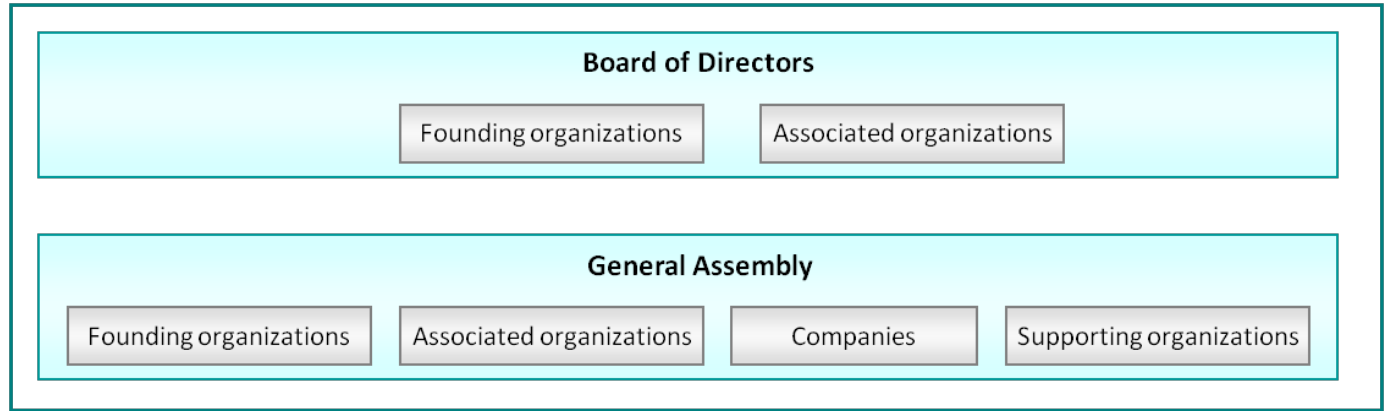 Board of Directors
Founding organizations
Associated organizations
General Assembly
Founding organizations
Associated organizations
Companies
Supporting organizations